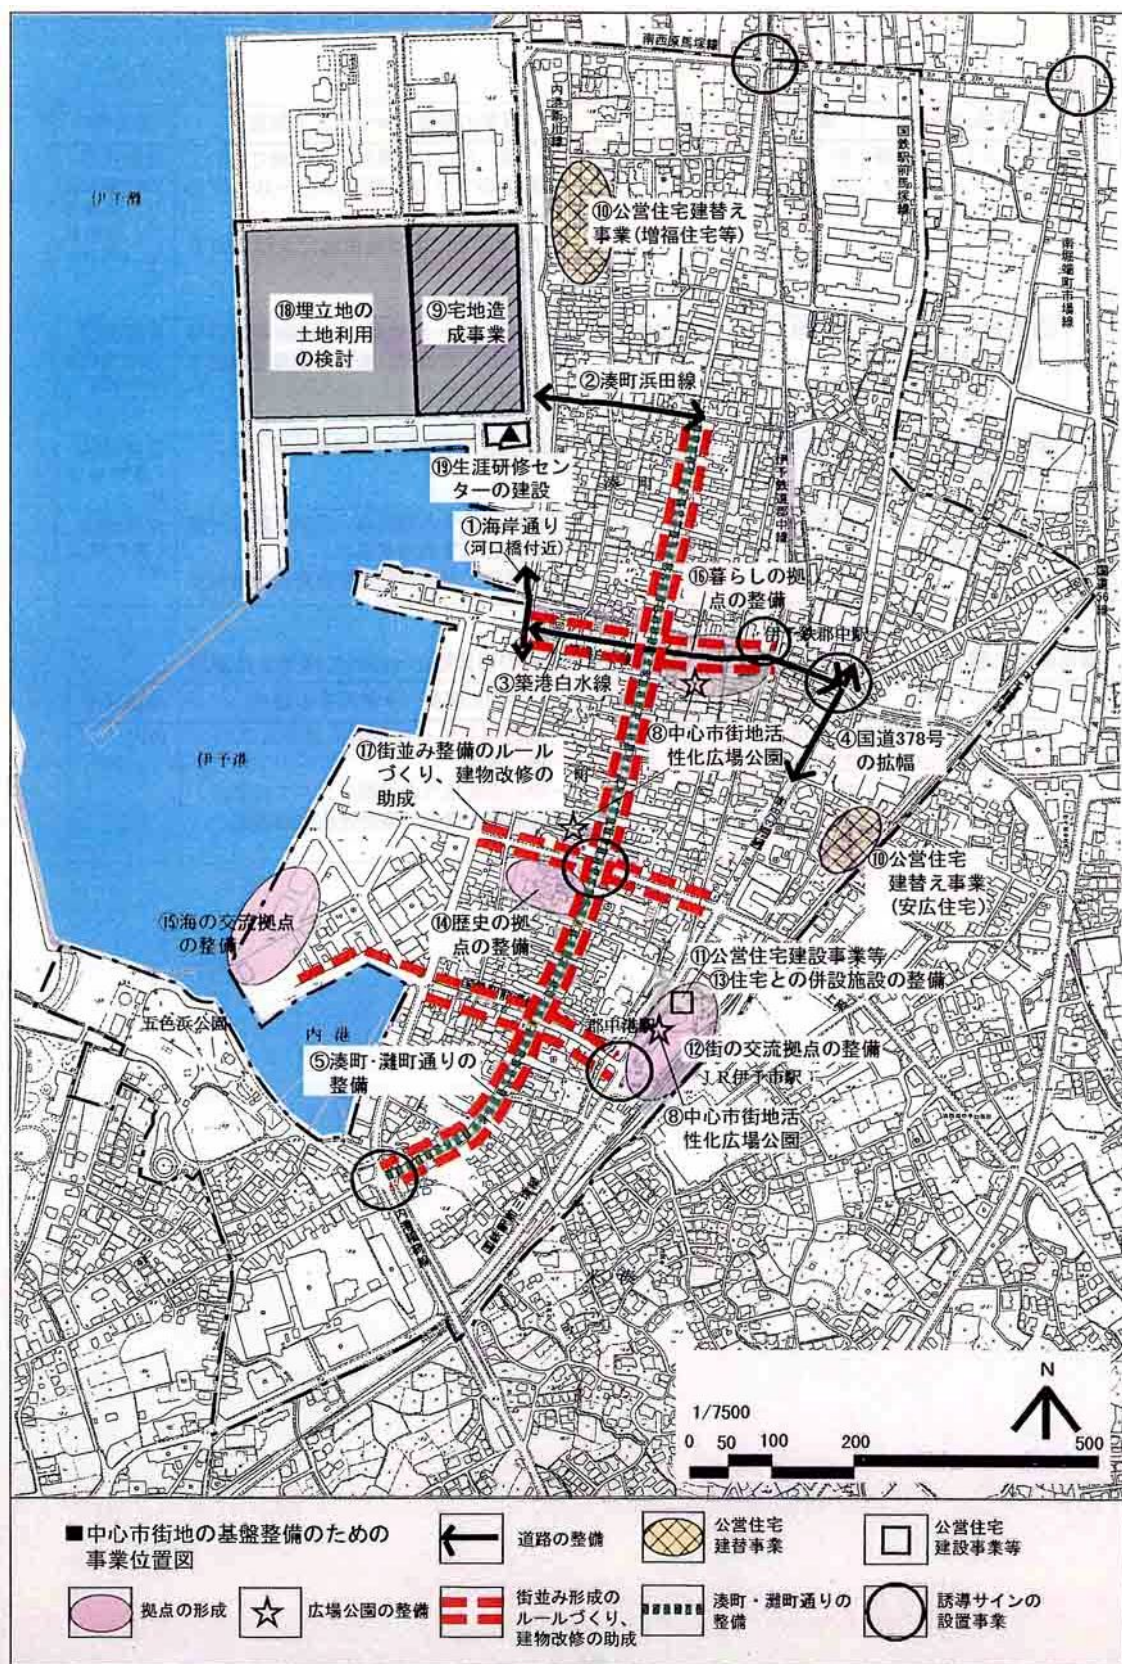 南西原馬塚線
内港新川線
国鉄駅前馬塚線
南堀端町市場線
伊予灘
⑩公営住宅建替え
事業(増福住宅等)
⑱埋立地の
土地利用
の検討
⑨宅地造
成事業
②湊町浜田線
伊予鉄道郡中線
湊町
⑲生涯研修セン
ターの建設
①海岸通り
(河口橋付近)
⑯暮らしの拠
点の整備
国道56線
伊予鉄郡中駅
③築港白水線
⑧中心市街地活
性化広場公園
④国道378号
の拡幅
伊予港
⑰街並み整備のルール
づくり、建物改修の
助成
町
⑩公営住宅
建替え事業
(安広住宅)
⑮海の交流拠点
の整備
⑭歴史の拠
点の整備
⑪公営住宅建設事業等
⑬住宅との併設施設の整備
五色浜公園
内港
郡中港駅
⑫街の交流拠点の整備
JR伊予市駅
⑤湊町・灘町通りの
整備
⑧中心市街地活
性化広場公園
米湊
N
1/7500
0 50 100 200 500
■中心市街地の基盤整備のための
事業位置図
道路の整備
公営住宅
建替事業
公営住宅
建設事業等
拠点の形成
広場公園の整備
街並み形成の
ルールづくり、
建物改修の助成
湊町・灘町通りの
整備
誘導サインの
設置事業